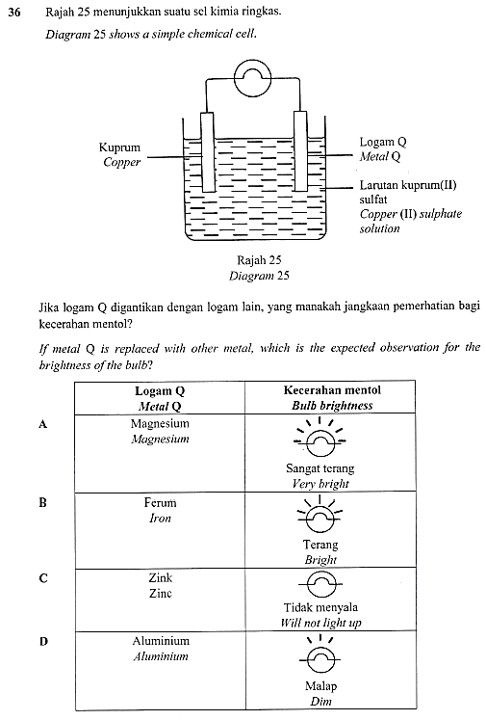 36 Rajah 25 menunjukkan suatu sel kimia ringkas.
Diagram 25 shows a simple chemical cell.
Kuprum
Copper
Logam Q
Metal Q
Larutan kuprum(II)
sulfat
Copper (II) sulphate
solution
Rajah 25
Diagram 25
Jika logam Q digantikan dengan logam lain, yang manakah jangkaan pemerhatian bagi
kecerahan mentol?
If metal Q is replaced with other metal, which is the expected observation for the
brightness of the bulb?
Logam Q Kecerahan mentol
Metal Q Bulb brightness
A Magnesium
Magnesium
Sangat terang
Very bright
B Ferum
Iron
Terang
Bright
C Zink
Zinc
Tidak menyala
Will not light up
D Aluminium
Aluminium
Malap
Dim